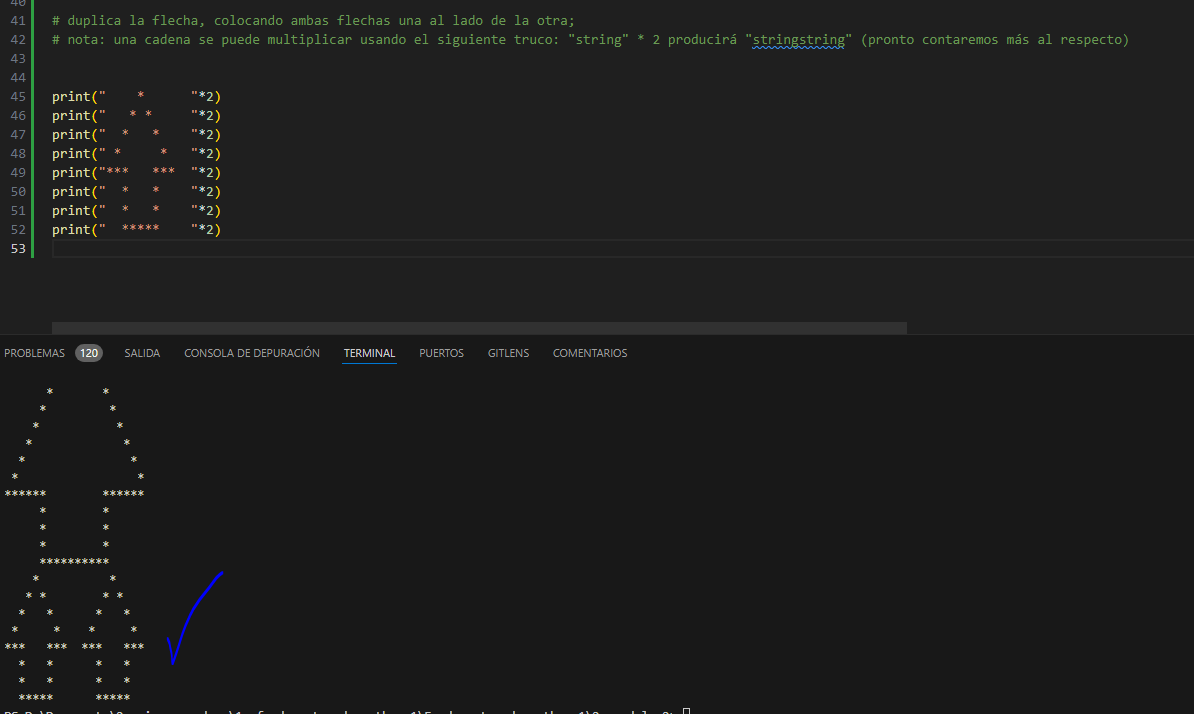 40
41 # duplica la flecha, colocando ambas flechas una al lado de la otra;
42 # nota: una cadena se puede multiplicar usando el siguiente truco: "string" * 2 producirá "stringstring" (pronto contaremos más al respecto)
43
44
45 print("    *      "*2)
46 print("   * *     "*2)
47 print("  *   *    "*2)
48 print(" *     *   "*2)
49 print("***   ***  "*2)
50 print("  *   *    "*2)
51 print("  *   *    "*2)
52 print("  *****    "*2)
53
PROBLEMAS 120 SALIDA CONSOLA DE DEPURACIÓN TERMINAL PUERTOS GITLENS COMENTARIOS
      *       *
     *         *
    *           *
   *             *
  *               *
 *                 *
******        ******
     *        *
     *        *
     *        *
     **********
    *          *
   * *        * *
  *   *      *   *
 *     *    *     *
***   ***  ***   ***
  *   *      *   *
  *   *      *   *
  *****      *****